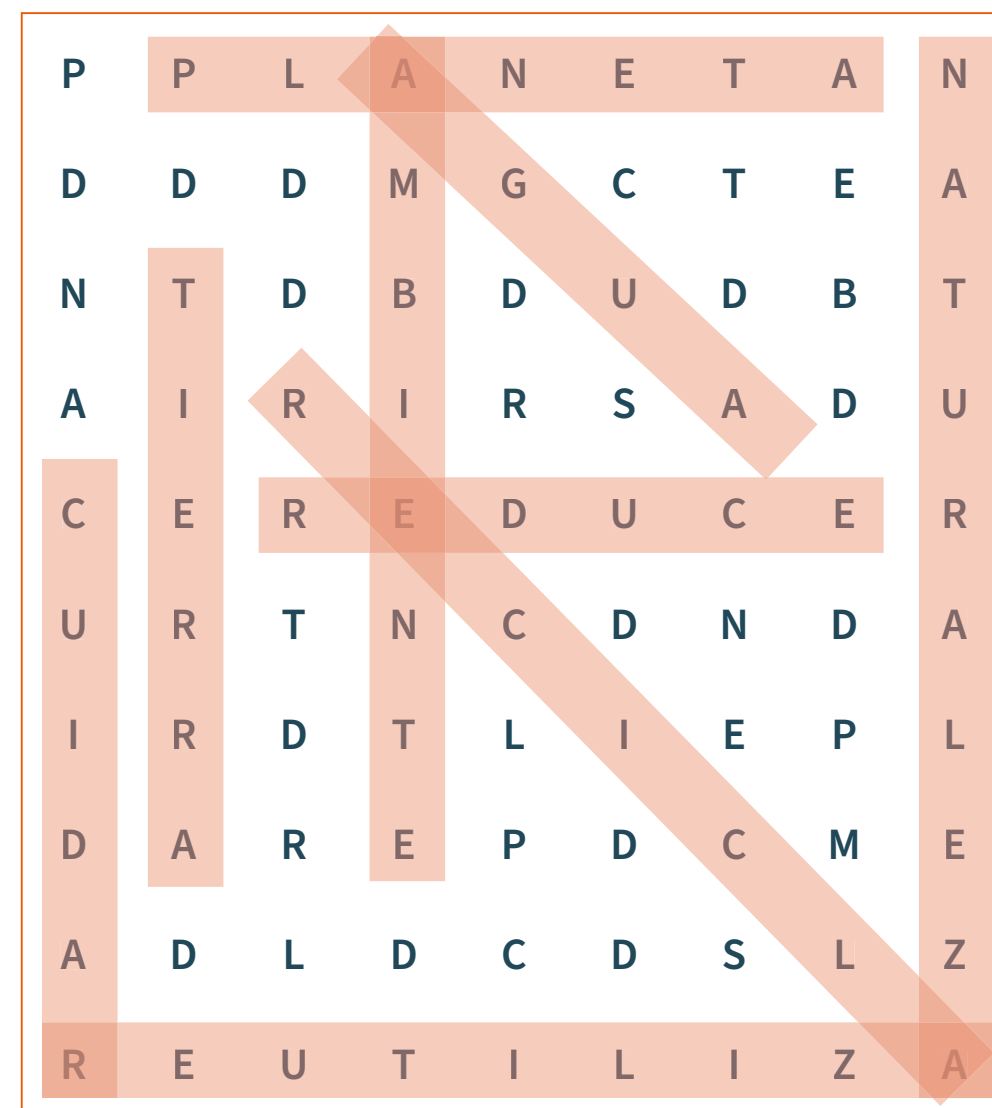 P P L A N E T A N
D D D M G C T E A
N T D B D U D B T
A I R I R S A D U
C E R E D U C E R
U R T N C D N D A
I R D T L I E P L
D A R E P D C M E
A D L D C D S L Z
R E U T I L I Z A